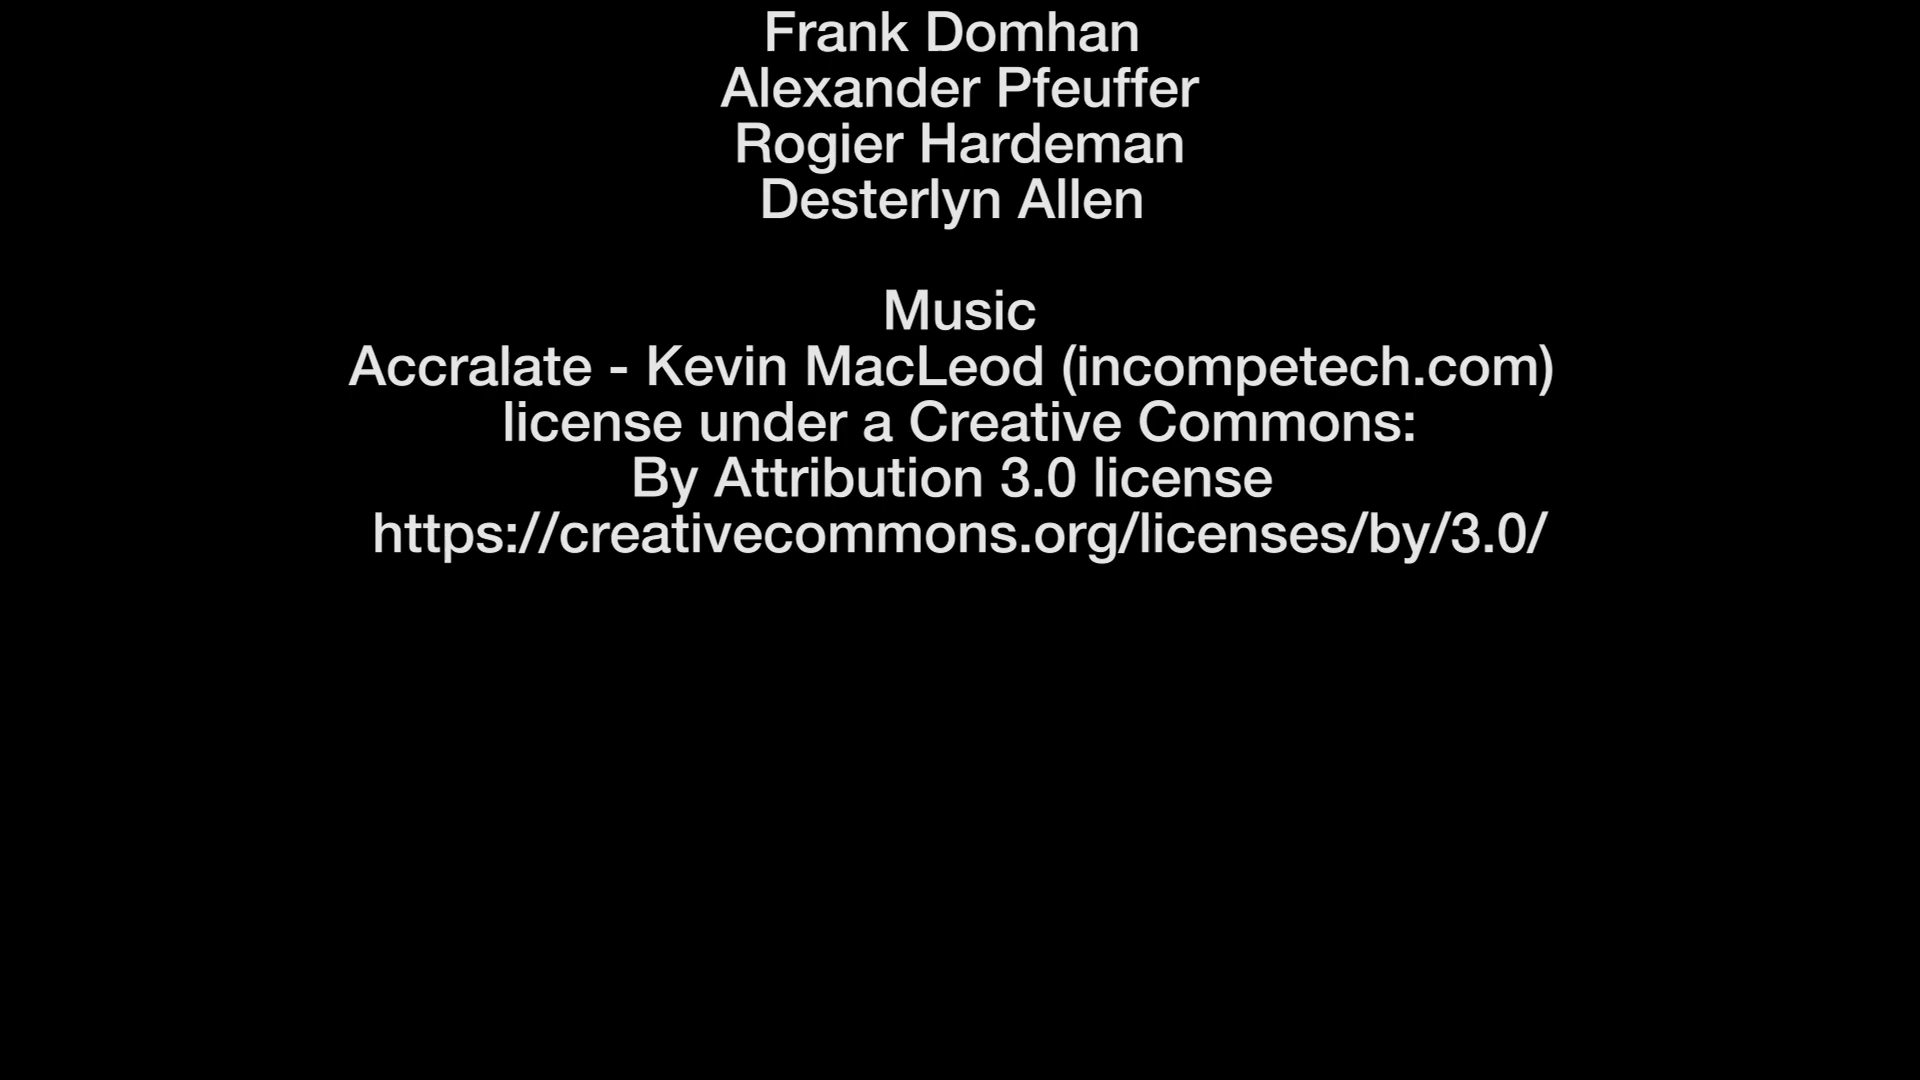 Frank Domhan
Alexander Pfeuffer
Rogier Hardeman
Desterlyn Allen
Music
Accralate - Kevin MacLeod (incompetech.com)
license under a Creative Commons:
By Attribution 3.0 license
https://creativecommons.org/licenses/by/3.0/